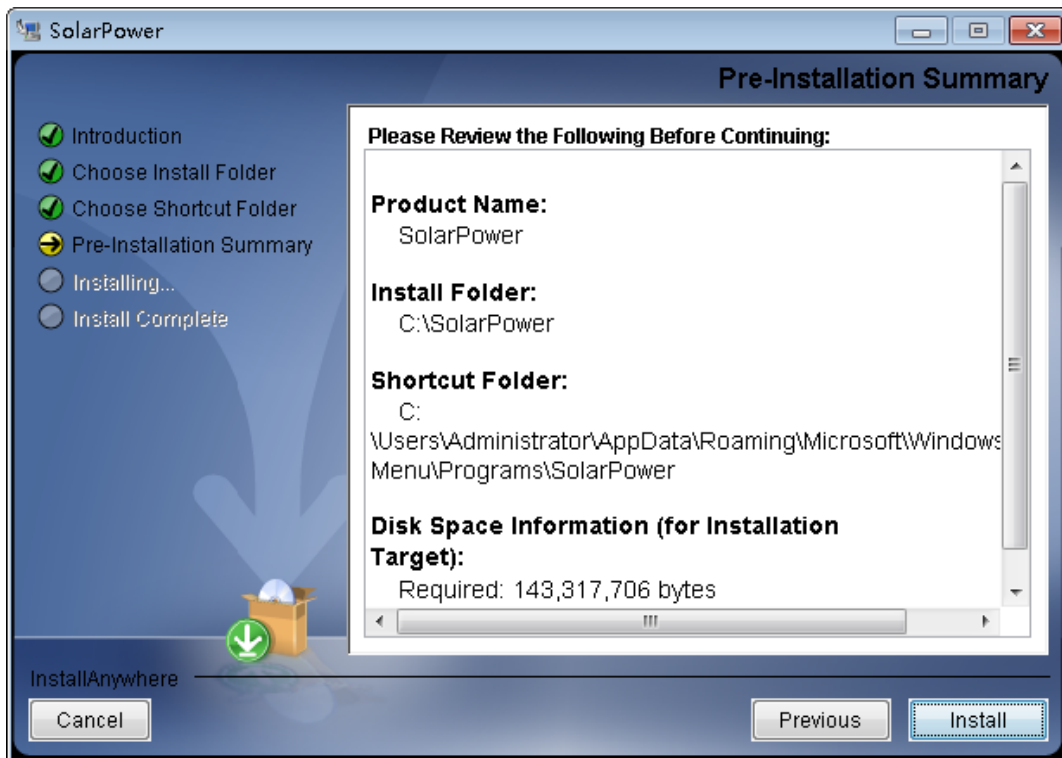 SolarPower
Pre-Installation Summary
Introduction
Choose Install Folder
Choose Shortcut Folder
Pre-Installation Summary
Installing...
Install Complete
Please Review the Following Before Continuing:
Product Name:
SolarPower
Install Folder:
C:\SolarPower
Shortcut Folder:
C:
\Users\Administrator\AppData\Roaming\Microsoft\Windows
Menu\Programs\SolarPower
Disk Space Information (for Installation
Target):
Required: 143,317,706 bytes
InstallAnywhere
Cancel
Previous
Install